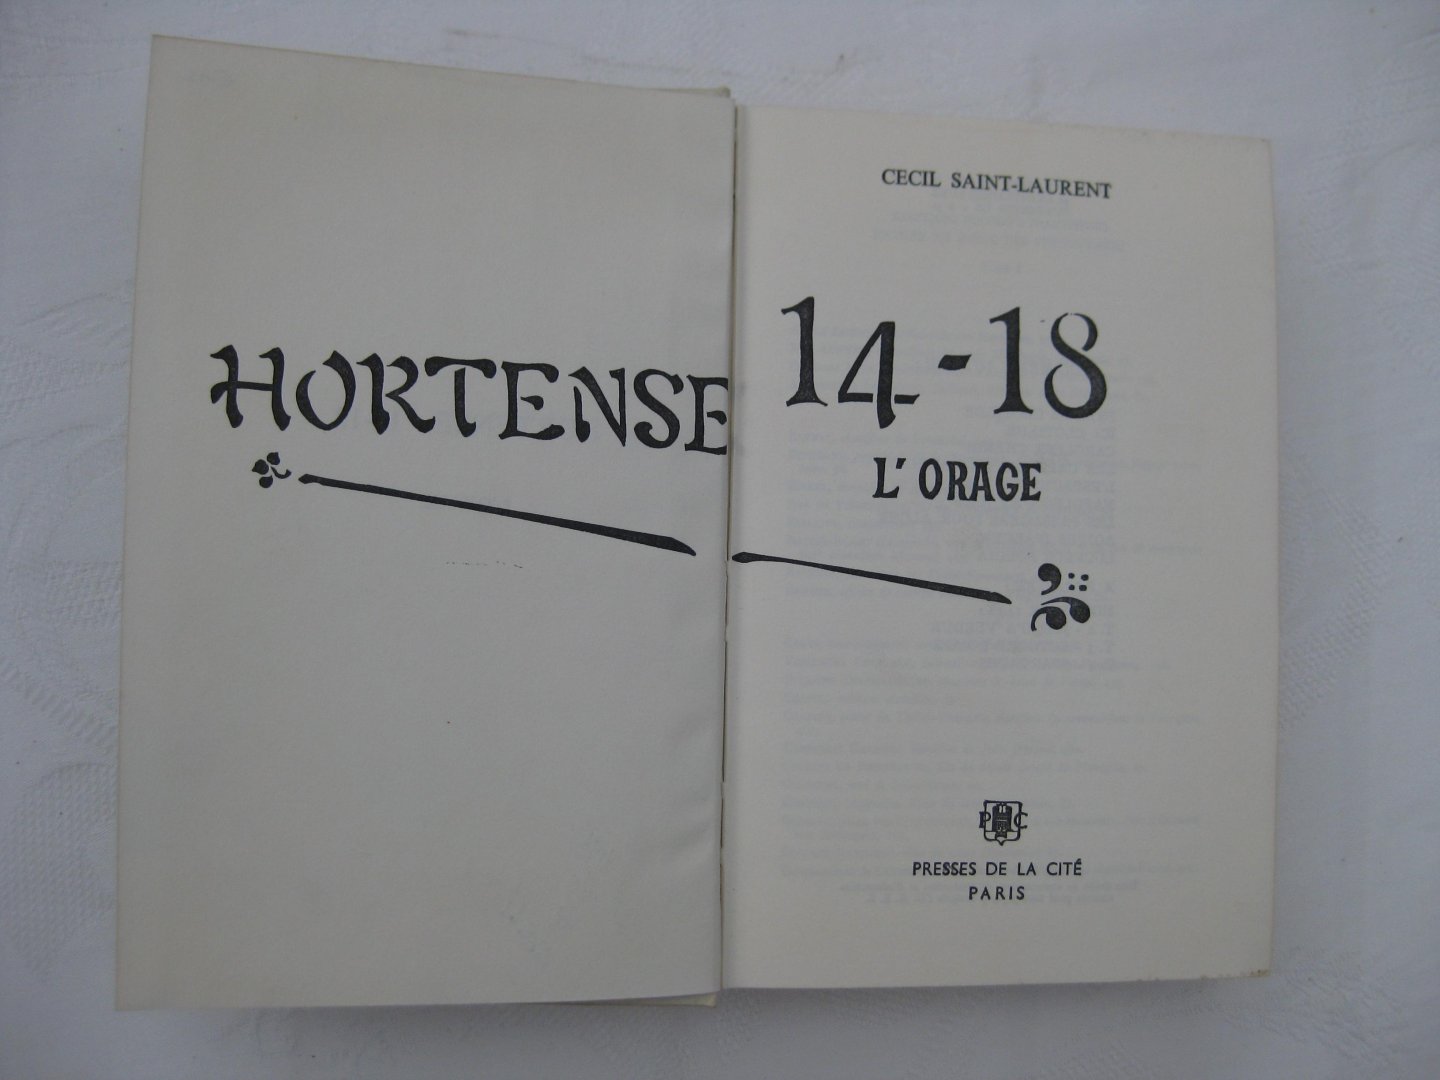 CECIL SAINT-LAURENT
HORTENSE 14-18
L'ORAGE
P C
PRESSES DE LA CITÉ
PARIS